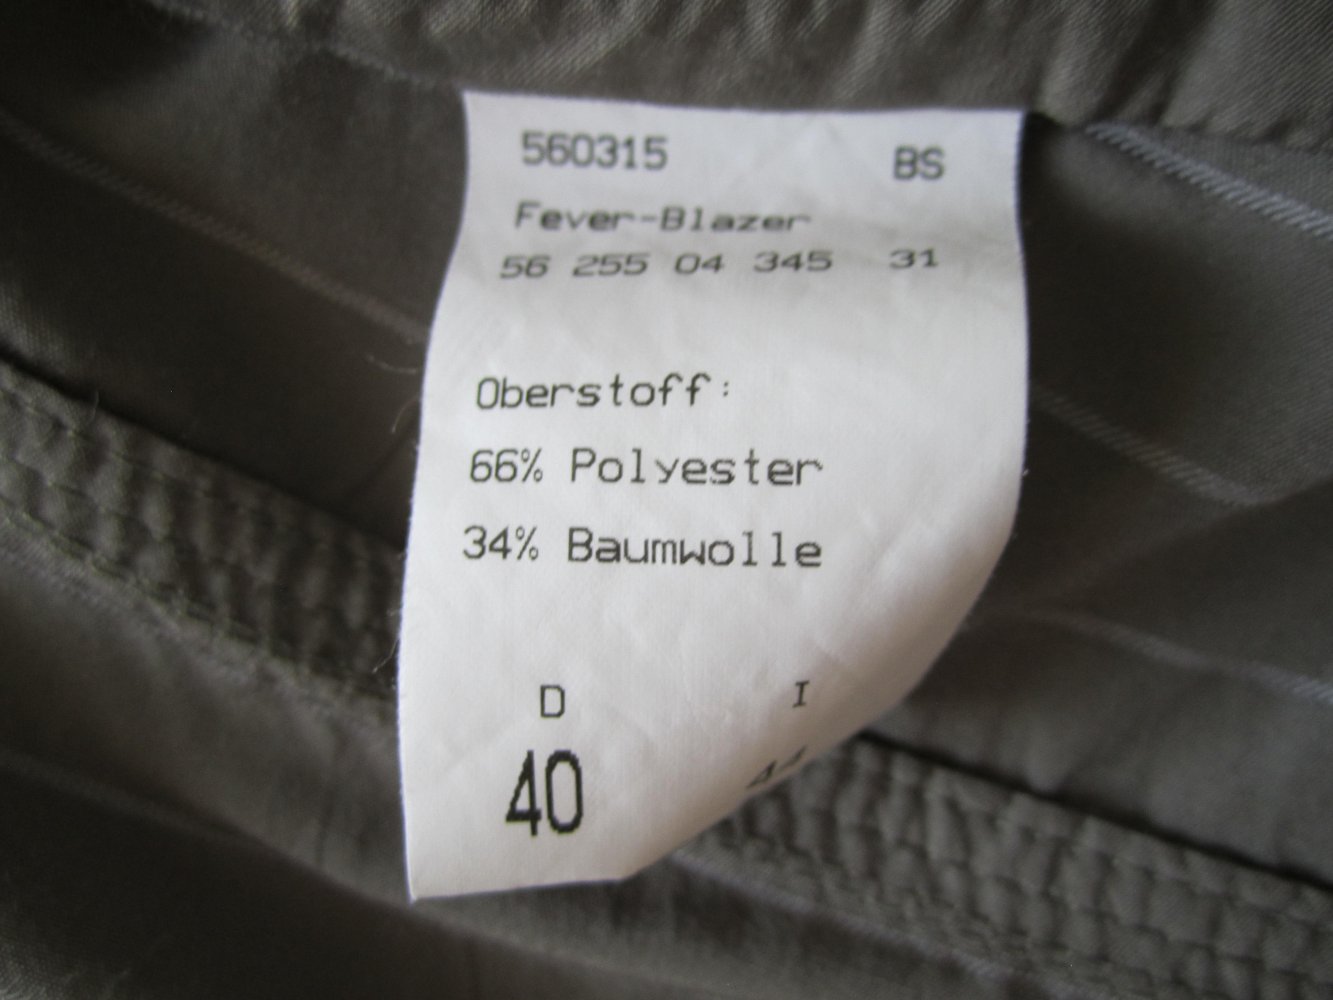 560315 BS
Fever-Blazer
56 255 04 345 31
Oberstoff:
66% Polyester
34% Baumwolle
D I
40